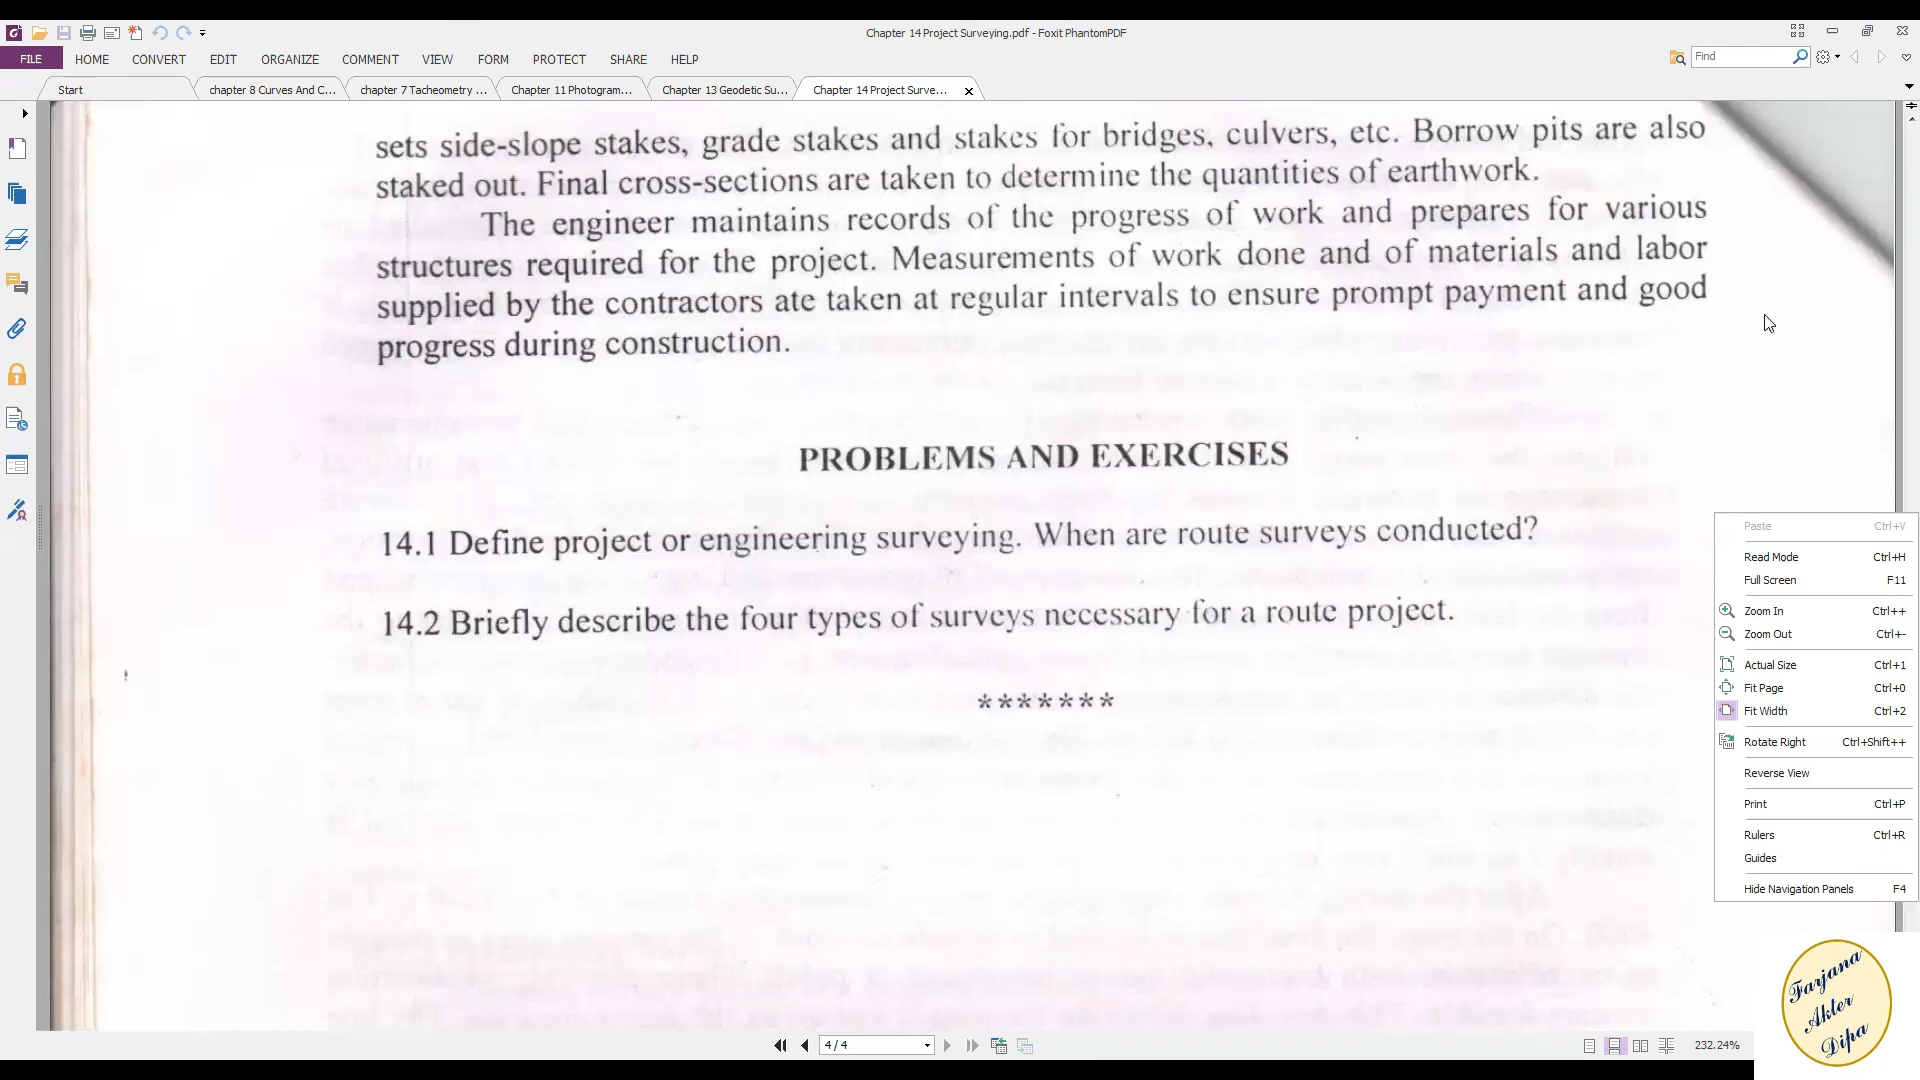 Chapter 14 Project Surveying.pdf - Foxit PhantomPDF
FILE HOME CONVERT EDIT ORGANIZE COMMENT VIEW FORM PROTECT SHARE HELP
Find
Start chapter 8 Curves And C... chapter 7 Tacheometry ... Chapter 11 Photogram... Chapter 13 Geodetic Su... Chapter 14 Project Surve...
sets side-slope stakes, grade stakes and stakes for bridges, culvers, etc. Borrow pits are also
staked out. Final cross-sections are taken to determine the quantities of earthwork.
The engineer maintains records of the progress of work and prepares for various
structures required for the project. Measurements of work done and of materials and labor
supplied by the contractors ate taken at regular intervals to ensure prompt payment and good
progress during construction.
PROBLEMS AND EXERCISES
14.1 Define project or engineering surveying. When are route surveys conducted?
14.2 Briefly describe the four types of surveys necessary for a route project.
*******
Paste Ctrl+V
Read Mode Ctrl+H
Full Screen F11
Zoom In Ctrl++
Zoom Out Ctrl+-
Actual Size Ctrl+1
Fit Page Ctrl+0
Fit Width Ctrl+2
Rotate Right Ctrl+Shift++
Reverse View
Print Ctrl+P
Rulers Ctrl+R
Guides
Hide Navigation Panels F4
Farjana
Akter
Dipa
4 / 4
232.24%